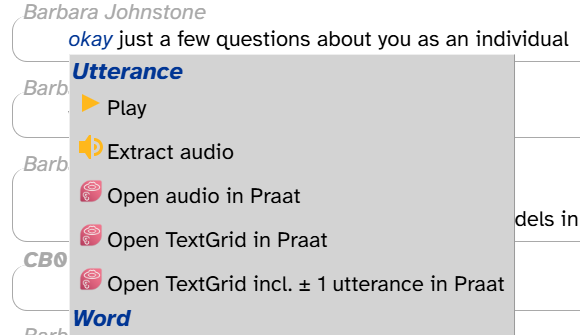 Barbara Johnstone
okay just a few questions about you as an individual
Utterance
Barb
Play
Extract audio
Barb
Open audio in Praat
dels in
Open TextGrid in Praat
CB0
Open TextGrid incl. ± 1 utterance in Praat
Word
Barb